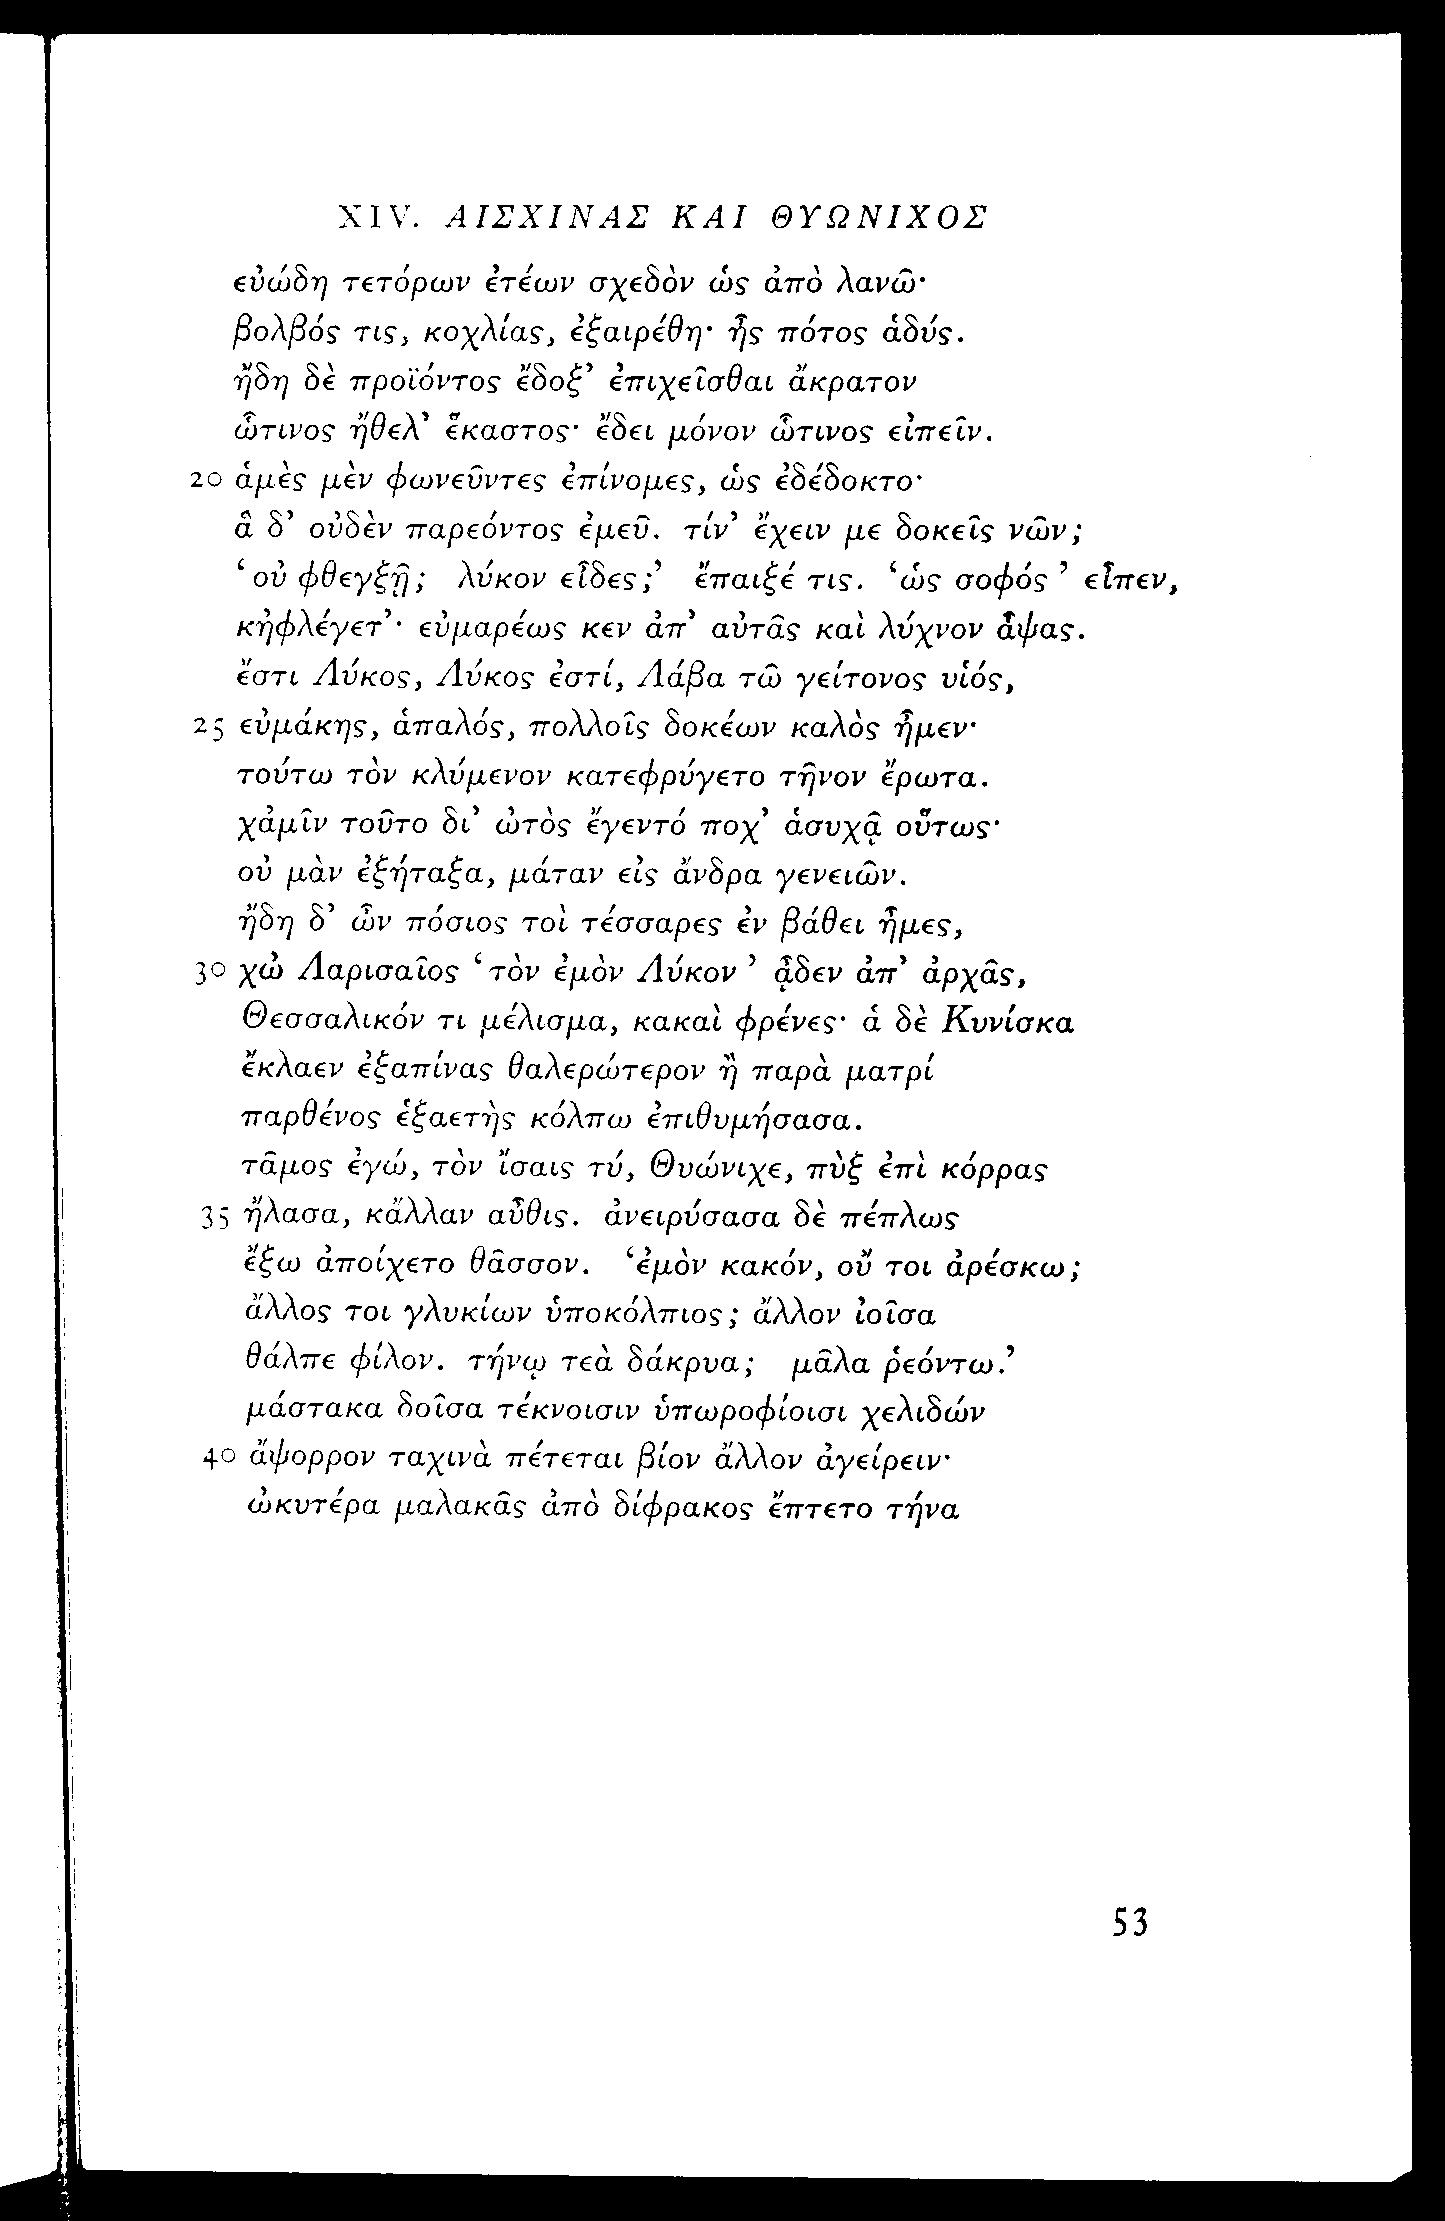 XIV. ΑΙΣΧΙΝΑΣ ΚΑΙ ΘΥΩΝΙΧΟΣ
εὐώδη τετόρων ἐτέων σχεδὸν ὡς ἀπὸ λανῶ·
βολβός τις, κοχλίας, ἐξαιρέθη· ἦς πότος ἁδύς.
ἤδη δὲ προϊόντος ἔδοξ’ ἐπιχεῖσθαι ἄκρατον
ὧτινος ἤθελ’ ἕκαστος· ἔδει μόνον ὧτινος εἰπεῖν.
20 ἁμὲς μὲν φωνεῦντες ἐπίνομες, ὡς ἐδέδοκτο·
ἃ δ’ οὐδὲν παρεόντος ἐμεῦ. τίν’ ἔχειν με δοκεῖς νῶν;
‘οὐ φθεγξῇ; λύκον εἶδες;’ ἔπαιξέ τις. ‘ὡς σοφός’ εἶπεν,
κἠφλέγετ’· εὐμαρέως κεν ἀπ’ αὐτᾶς καὶ λύχνον ἇψας.
ἔστι Λύκος, Λύκος ἐστί, Λάβα τῶ γείτονος υἱός,
25 εὐμάκης, ἁπαλός, πολλοῖς δοκέων καλὸς ἦμεν·
τούτω τὸν κλύμενον κατεφρύγετο τῆνον ἔρωτα.
χἀμῖν τοῦτο δι’ ὠτὸς ἔγεντό ποχ’ ἁσυχᾷ οὕτως·
οὐ μὰν ἐξήταξα, μάταν εἰς ἄνδρα γενειῶν.
ἤδη δ’ ὦν πόσιος τοὶ τέσσαρες ἐν βάθει ἦμες,
30 χὠ Λαρισαῖος ‘τὸν ἐμὸν Λύκον’ ᾆδεν ἀπ’ ἀρχᾶς,
Θεσσαλικόν τι μέλισμα, κακαὶ φρένες· ἁ δὲ Κυνίσκα
ἔκλαεν ἐξαπίνας θαλερώτερον ἢ παρὰ ματρί
παρθένος ἑξαετὴς κόλπω ἐπιθυμήσασα.
τᾶμος ἐγώ, τὸν ἴσαις τύ, Θυώνιχε, πὺξ ἐπὶ κόρρας
35 ἤλασα, κἄλλαν αὖθις. ἀνειρύσασα δὲ πέπλως
ἔξω ἀποίχετο θᾶσσον. ‘ἐμὸν κακόν, οὔ τοι ἀρέσκω;
ἄλλος τοι γλυκίων ὑποκόλπιος; ἄλλον ἰοῖσα
θάλπε φίλον. τήνῳ τεὰ δάκρυα; μᾶλα ῥεόντω.’
μάστακα δοῖσα τέκνοισιν ὑπωροφίοισι χελιδών
40 ἄψορρον ταχινὰ πέτεται βίον ἄλλον ἀγείρειν·
ὠκυτέρα μαλακᾶς ἀπὸ δίφρακος ἔπτετο τήνα
53